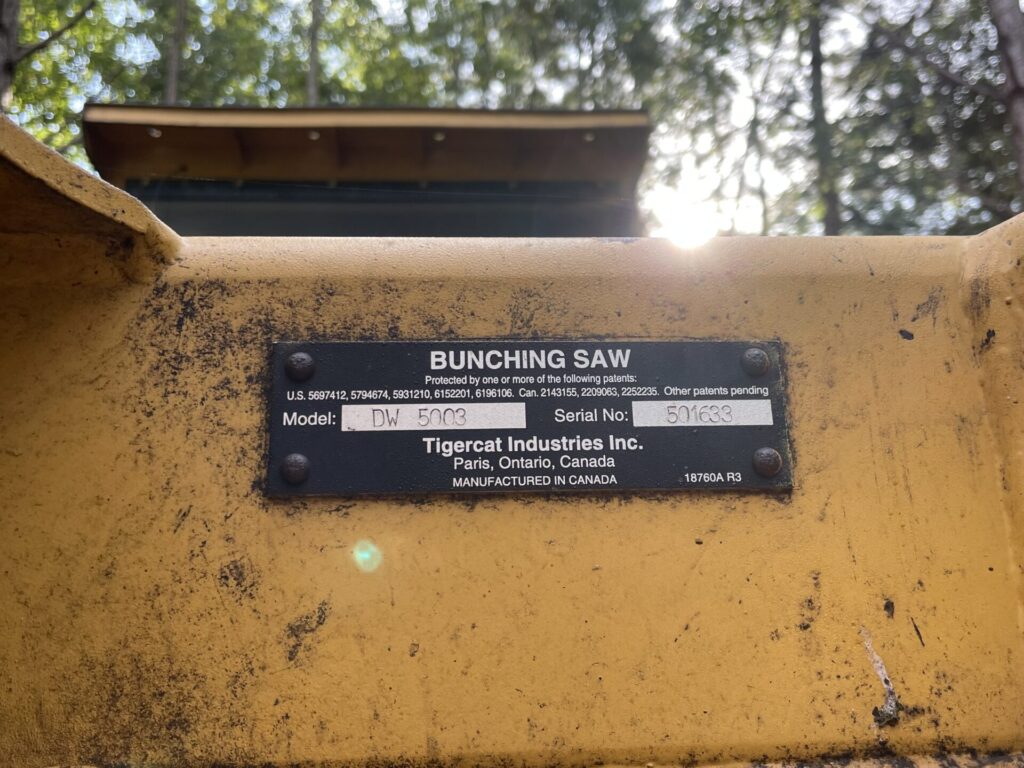 BUNCHING SAW
Protected by one or more of the following patents:
U.S. 5697412, 5794674, 5931210, 6152201, 6196106. Can. 2143155, 2209063, 2252235. Other patents pending
Model: DW 5003 Serial No: 501633
Tigercat Industries Inc.
Paris, Ontario, Canada
MANUFACTURED IN CANADA 18760A R3